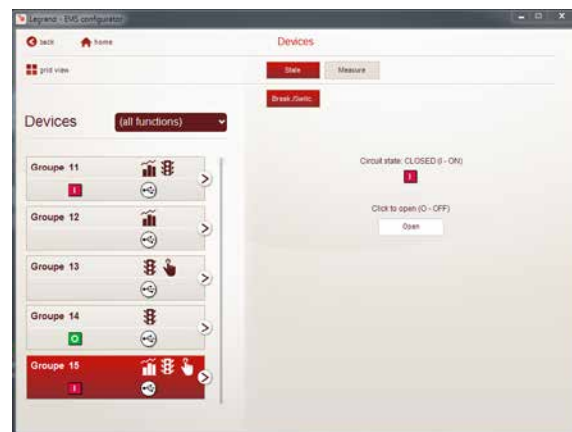 Legrand - EMS configurator
back home Devices
grid view State Measure
Break./Switc.
Devices (all functions)
Groupe 11
I
Circuit state: CLOSED (I - ON)
I
Groupe 12
Click to open (O - OFF)
Open
Groupe 13
Groupe 14
O
Groupe 15
I